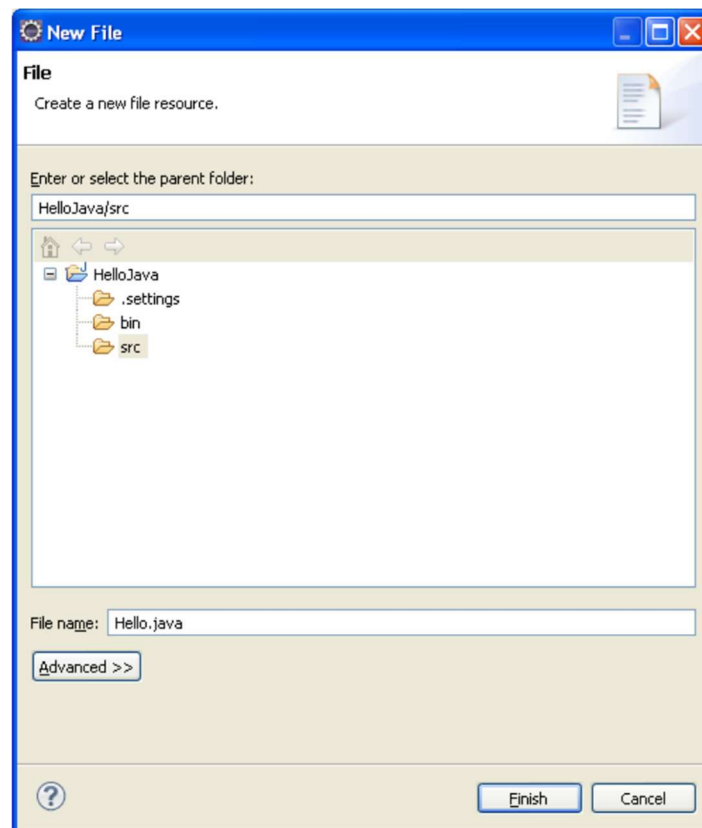 New File
File
Create a new file resource.
Enter or select the parent folder:
HelloJava/src
HelloJava
.settings
bin
src
File name: Hello.java
Advanced >>
Finish Cancel